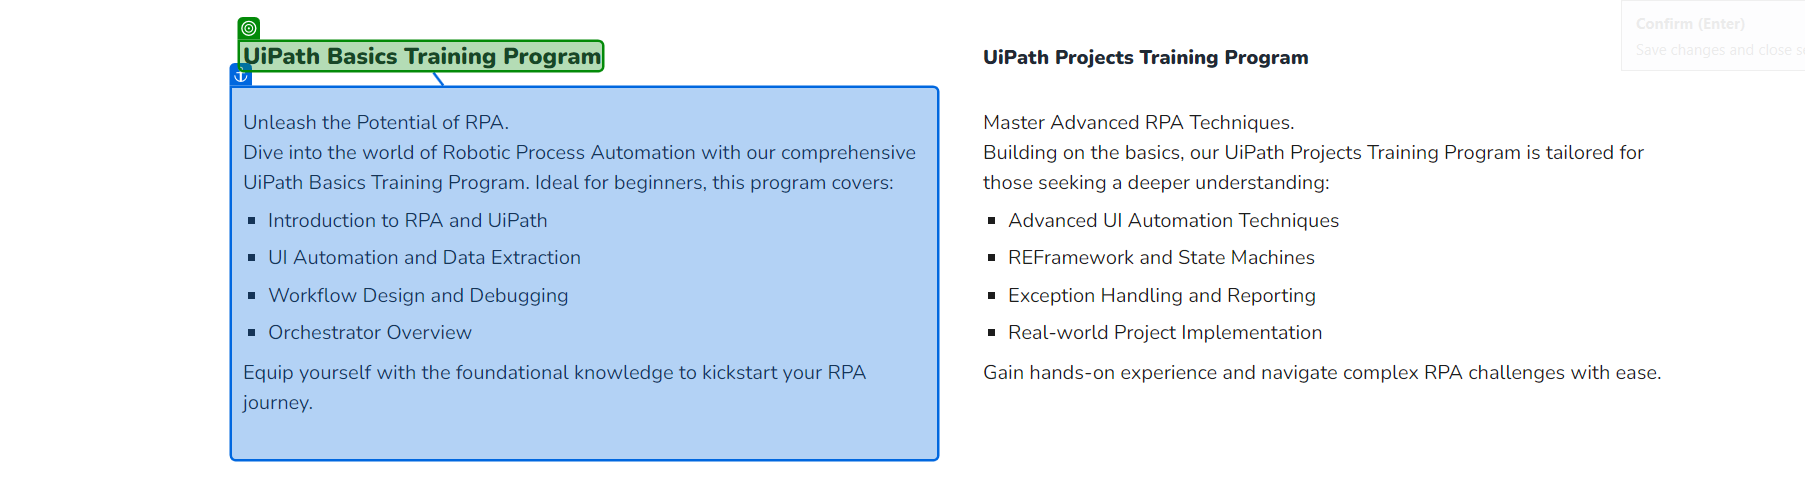 UiPath Basics Training Program
Unleash the Potential of RPA.
Dive into the world of Robotic Process Automation with our comprehensive
UiPath Basics Training Program. Ideal for beginners, this program covers:
Introduction to RPA and UiPath
UI Automation and Data Extraction
Workflow Design and Debugging
Orchestrator Overview
Equip yourself with the foundational knowledge to kickstart your RPA
journey.
UiPath Projects Training Program
Master Advanced RPA Techniques.
Building on the basics, our UiPath Projects Training Program is tailored for
those seeking a deeper understanding:
Advanced UI Automation Techniques
REFramework and State Machines
Exception Handling and Reporting
Real-world Project Implementation
Gain hands-on experience and navigate complex RPA challenges with ease.
Confirm (Enter)
Save changes and close